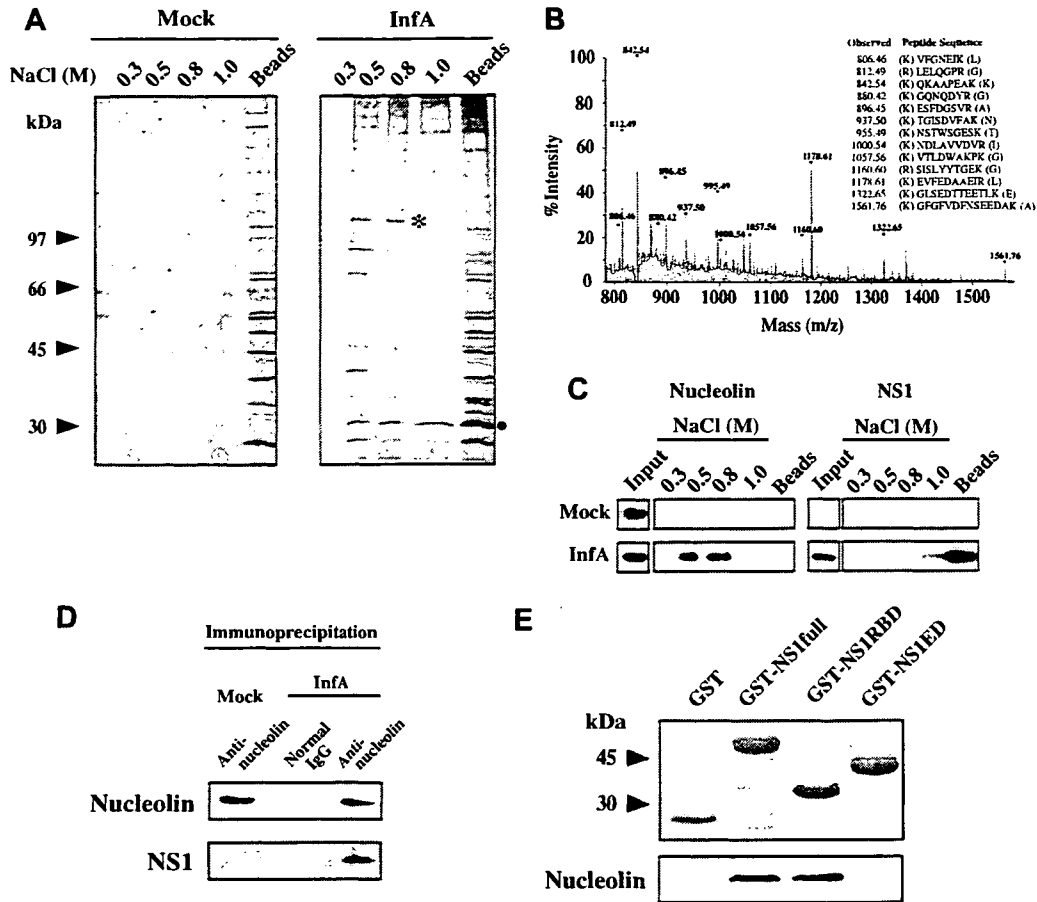 A
Mock
InfA
NaCl (M)
0.3
0.5
0.8
1.0
Beads
0.3
0.5
0.8
1.0
Beads
kDa
97
66
45
30
*
B
% Intensity
100
80
60
40
20
0
800
900
1000
1100
1200
1300
1400
1500
Mass (m/z)
842.54
812.49
896.45
995.49
1178.61
806.46
880.42
937.50
1000.54
1057.56
1160.60
1322.65
1561.76
Observed Peptide Sequence
806.46 (K) VFGNEIK (L)
812.49 (R) LELQGPR (G)
842.54 (K) QKAAPEAK (K)
880.42 (K) GQNQDYR (G)
896.45 (K) ESFDGSVR (A)
937.50 (K) TGISDVFAK (N)
955.49 (K) NSTWSGESK (T)
1000.54 (K) NDLAVVDVR (I)
1057.56 (K) VTLDWAKPK (G)
1160.60 (R) SISLYYTGEK (G)
1178.61 (K) EVFEDAAEIR (L)
1322.65 (K) GLSEDTTEETLK (E)
1561.76 (K) GFGFVDFNSEEDAK (A)
C
Nucleolin
NS1
NaCl (M)
NaCl (M)
Input
0.3
0.5
0.8
1.0
Beads
Input
0.3
0.5
0.8
1.0
Beads
Mock
InfA
D
Immunoprecipitation
Mock
InfA
Anti-nucleolin
Normal IgG
Anti-nucleolin
Nucleolin
NS1
E
GST
GST-NS1full
GST-NS1RBD
GST-NS1ED
kDa
45
30
Nucleolin